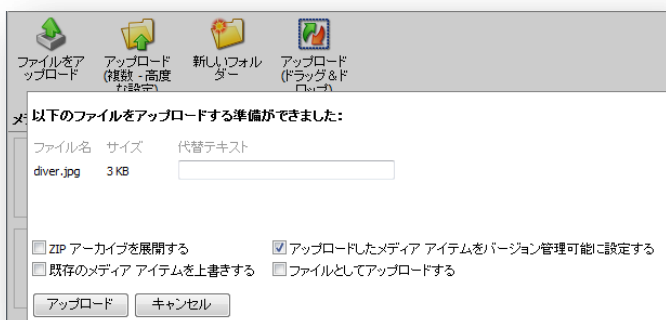 ファイルをア
ップロード
アップロード
(複数 - 高度
な設定)
新しいフォル
ダー
アップロード
(ドラッグ＆ド
ロップ)
メデ
以下のファイルをアップロードする準備ができました:
ファイル名 サイズ 代替テキスト
diver.jpg 3 KB
ZIP アーカイブを展開する アップロードしたメディア アイテムをバージョン管理可能に設定する
既存のメディア アイテムを上書きする ファイルとしてアップロードする
アップロード キャンセル